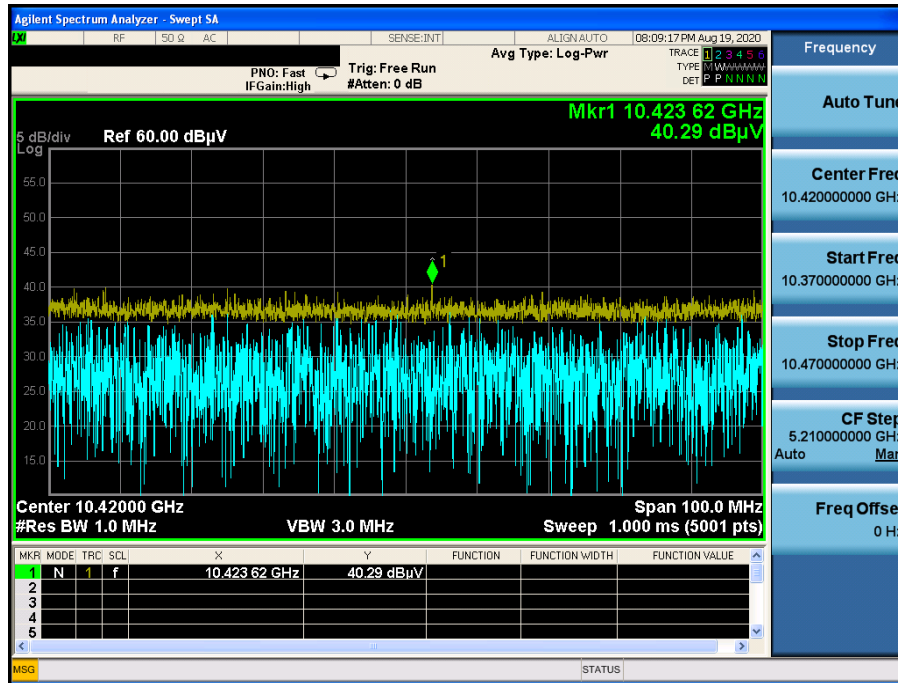 Agilent Spectrum Analyzer - Swept SA
LXI RF 50 Ω AC SENSE:INT ALIGN AUTO 08:09:17 PM Aug 19, 2020
Frequency
Avg Type: Log-Pwr
TRACE 1 2 3 4 5 6
PNO: Fast Trig: Free Run
TYPE M WWWWW
IFGain:High #Atten: 0 dB
DET P P N N N N
Auto Tune
Mkr1 10.423 62 GHz
40.29 dBµV
5 dB/div Ref 60.00 dBµV
Log
55.0
50.0
45.0
40.0
35.0
30.0
25.0
20.0
15.0
1
Center Freq
10.420000000 GHz
Start Freq
10.370000000 GHz
Stop Freq
10.470000000 GHz
CF Step
5.210000000 GHz
Auto Man
Freq Offset
0 Hz
Center 10.42000 GHz Span 100.0 MHz
#Res BW 1.0 MHz VBW 3.0 MHz Sweep 1.000 ms (5001 pts)
MKR MODE TRC SCL X Y FUNCTION FUNCTION WIDTH FUNCTION VALUE
1 N 1 f 10.423 62 GHz 40.29 dBµV
2
3
4
5
MSG STATUS